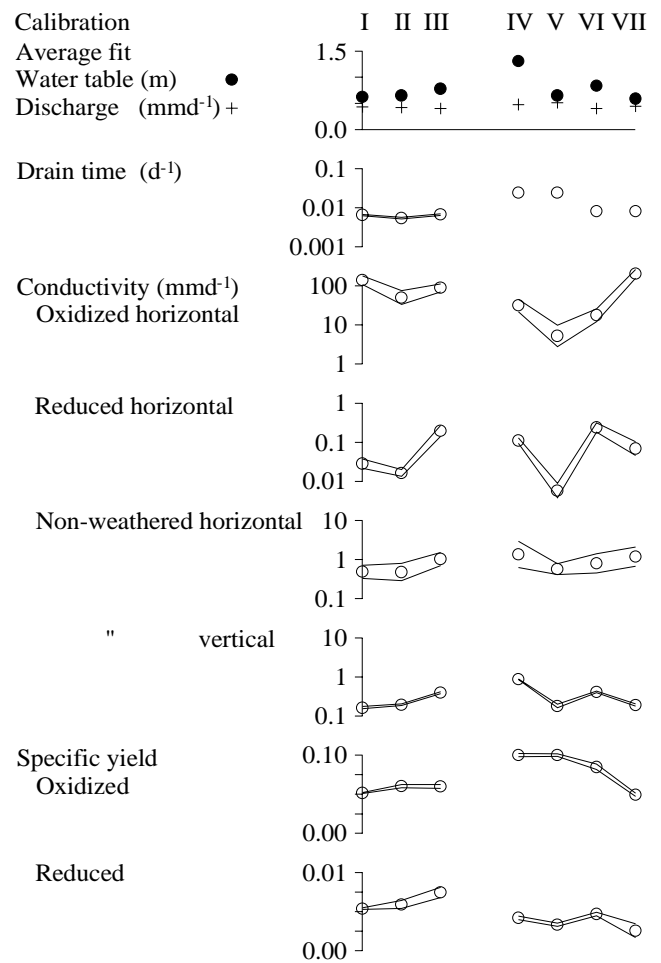 Calibration I II III IV V VI VII
Average fit 1.5
Water table (m) ●
Discharge (mmd-1) +
0.0
Drain time (d-1) 0.1
0.01
0.001
Conductivity (mmd-1) 100
Oxidized horizontal 10
1
Reduced horizontal 1
0.1
0.01
Non-weathered horizontal 10
1
0.1
" vertical 10
1
0.1
Specific yield 0.10
Oxidized
0.00
Reduced 0.01
0.00